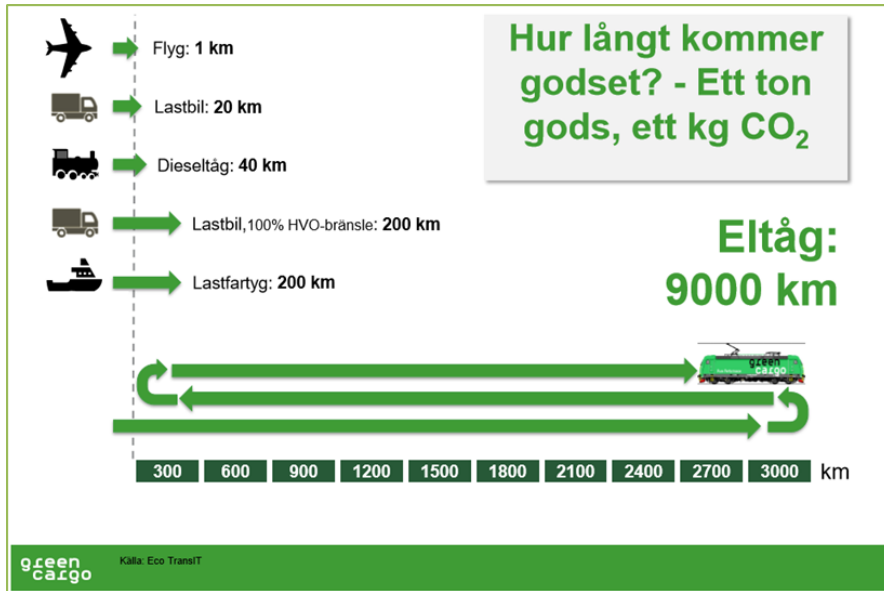 Hur långt kommer
godset? - Ett ton
gods, ett kg CO₂
Flyg: 1 km
Lastbil: 20 km
Dieseltåg: 40 km
Lastbil,100% HVO-bränsle: 200 km
Lastfartyg: 200 km
Eltåg:
9000 km
green
cargo
300 600 900 1200 1500 1800 2100 2400 2700 3000 km
green
cargo
Källa: Eco TransIT